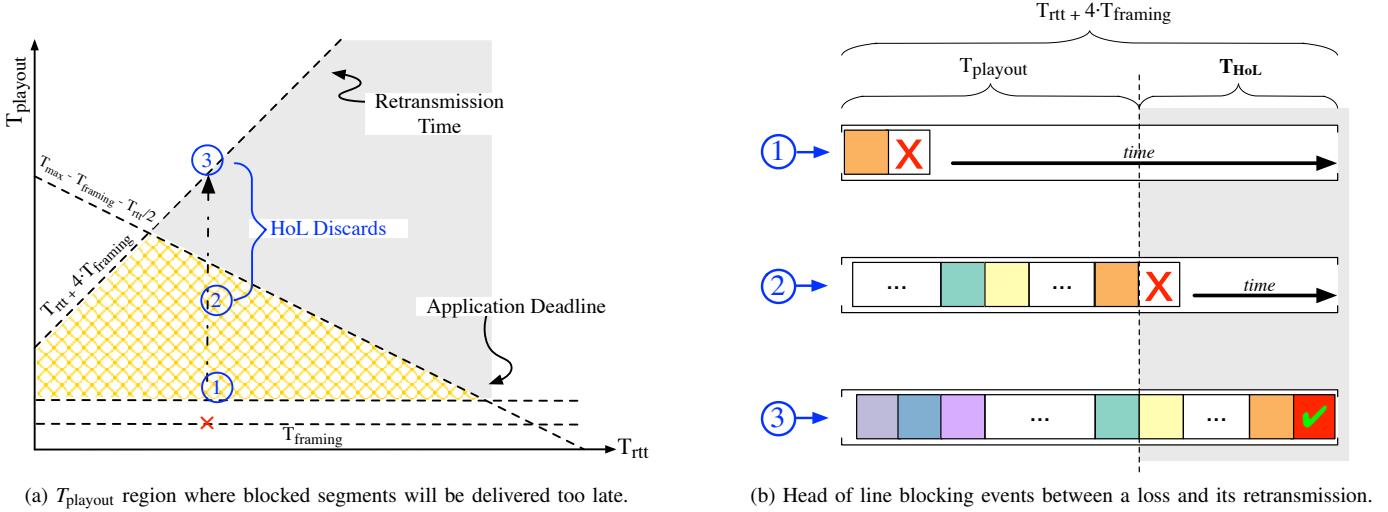 T_playout
Retransmission
Time
3
T_max - T_framing - T_rtt/2
HoL Discards
T_rtt + 4·T_framing
2
Application Deadline
1
T_framing
T_rtt
(a) T_playout region where blocked segments will be delivered too late.
T_rtt + 4·T_framing
T_playout
T_HoL
1
X
time
2
...
...
X
time
3
...
...
✔
(b) Head of line blocking events between a loss and its retransmission.